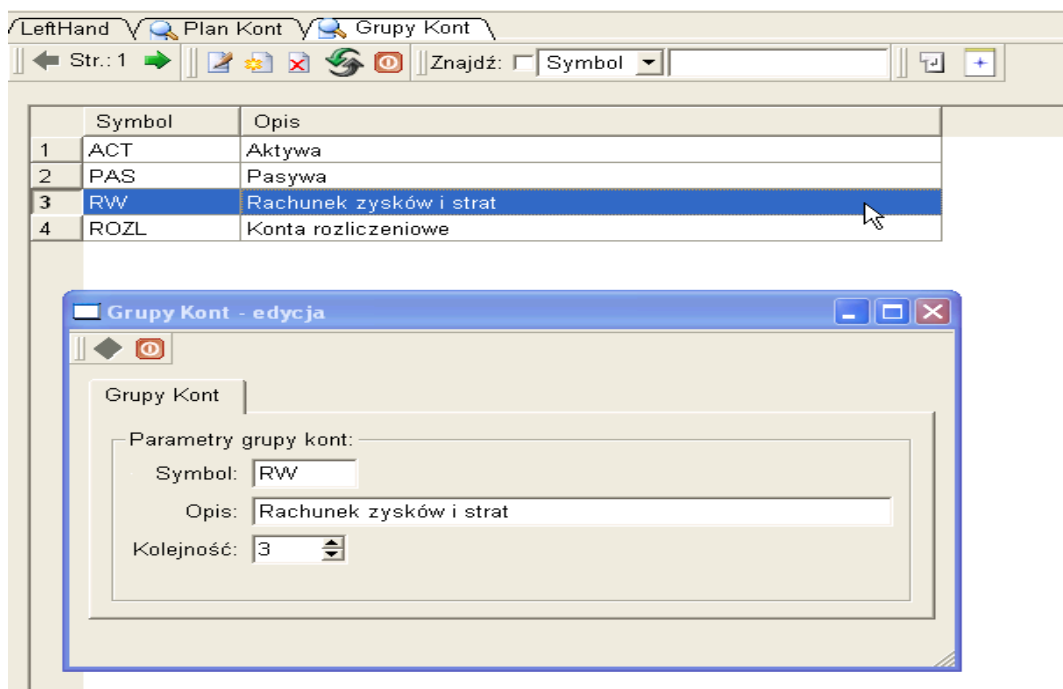 LeftHand Plan Kont Grupy Kont
Str.: 1 Znajdź: Symbol
Symbol Opis
1 ACT Aktywa
2 PAS Pasywa
3 RW Rachunek zysków i strat
4 ROZL Konta rozliczeniowe
Grupy Kont - edycja
Grupy Kont
Parametry grupy kont:
Symbol: RW
Opis: Rachunek zysków i strat
Kolejność: 3